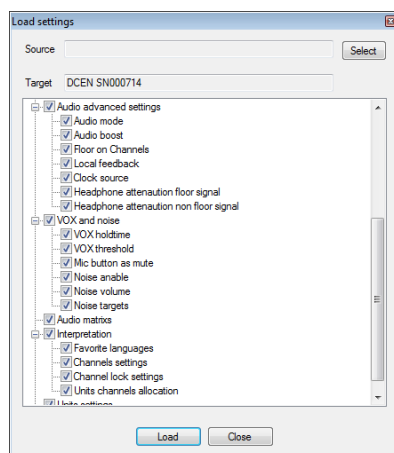 Load settings
Source
Select
Target DCEN SN000714
Audio advanced settings
Audio mode
Audio boost
Floor on Channels
Local feedback
Clock source
Headphone attenaution floor signal
Headphone attenaution non floor signal
VOX and noise
VOX holdtime
VOX threshold
Mic button as mute
Noise anable
Noise volume
Noise targets
Audio matrixs
Interpretation
Favorite languages
Channels settings
Channel lock settings
Units channels allocation
Units settings
Load Close